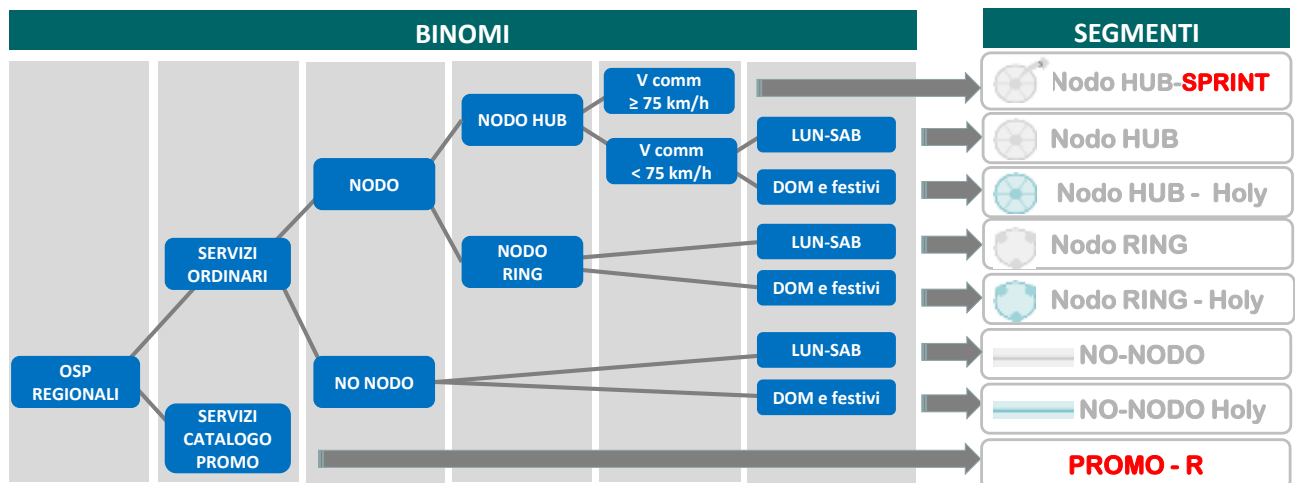 BINOMI
SEGMENTI
OSP
REGIONALI
SERVIZI
ORDINARI
SERVIZI
CATALOGO
PROMO
NODO
NO NODO
NODO HUB
NODO
RING
V comm
≥ 75 km/h
V comm
< 75 km/h
LUN-SAB
DOM e festivi
LUN-SAB
DOM e festivi
LUN-SAB
DOM e festivi
Nodo HUB-SPRINT
Nodo HUB
Nodo HUB - Holy
Nodo RING
Nodo RING - Holy
NO-NODO
NO-NODO Holy
PROMO - R